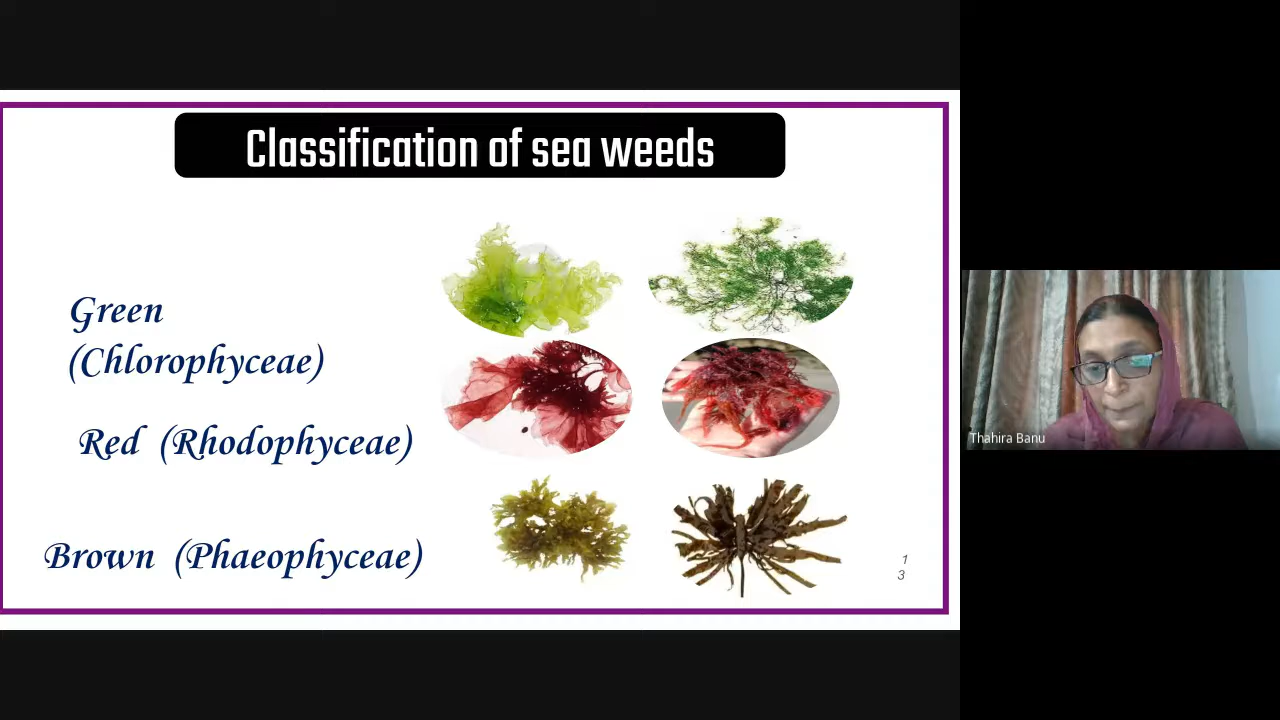 Classification of sea weeds
Green
(Chlorophyceae)
Red (Rhodophyceae)
Brown (Phaeophyceae)
1
3
Thahira Banu